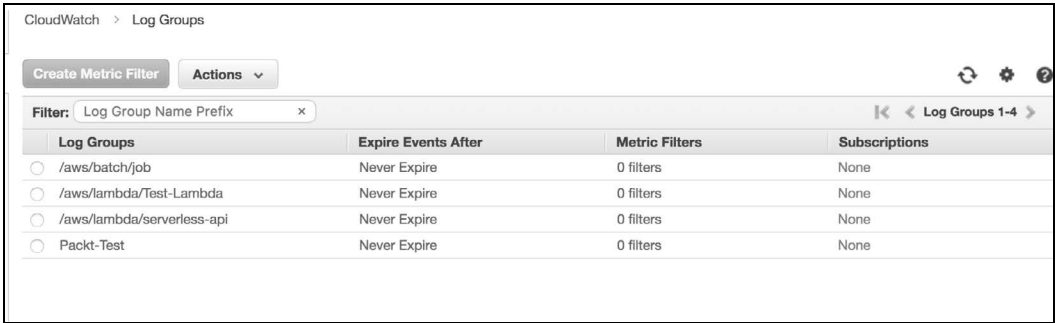 CloudWatch > Log Groups
Create Metric Filter Actions
Filter: Log Group Name Prefix × Log Groups 1-4
Log Groups Expire Events After Metric Filters Subscriptions
/aws/batch/job Never Expire 0 filters None
/aws/lambda/Test-Lambda Never Expire 0 filters None
/aws/lambda/serverless-api Never Expire 0 filters None
Packt-Test Never Expire 0 filters None